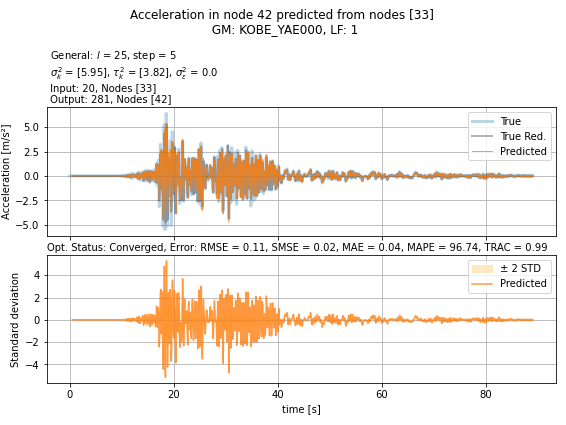 Acceleration in node 42 predicted from nodes [33]
GM: KOBE_YAE000, LF: 1
General: l = 25, step = 5
σ²ₖ = [5.95], τ²ₖ = [3.82], σ²ε = 0.0
Input: 20, Nodes [33]
Output: 281, Nodes [42]
Acceleration [m/s²]
5.0
2.5
0.0
−2.5
−5.0
True
True Red.
Predicted
Opt. Status: Converged, Error: RMSE = 0.11, SMSE = 0.02, MAE = 0.04, MAPE = 96.74, TRAC = 0.99
Standard deviation
4
2
0
−2
−4
± 2 STD
Predicted
0 20 40 60 80
time [s]